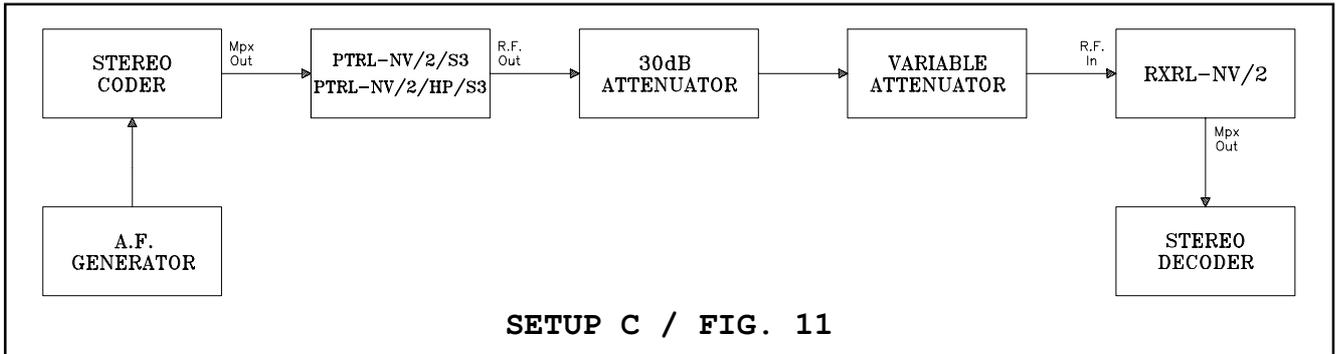 STEREO
CODER
Mpx
Out
PTRL-NV/2/S3
PTRL-NV/2/HP/S3
R.F.
Out
30dB
ATTENUATOR
VARIABLE
ATTENUATOR
R.F.
In
RXRL-NV/2
Mpx
Out
A.F.
GENERATOR
STEREO
DECODER
SETUP C / FIG. 11